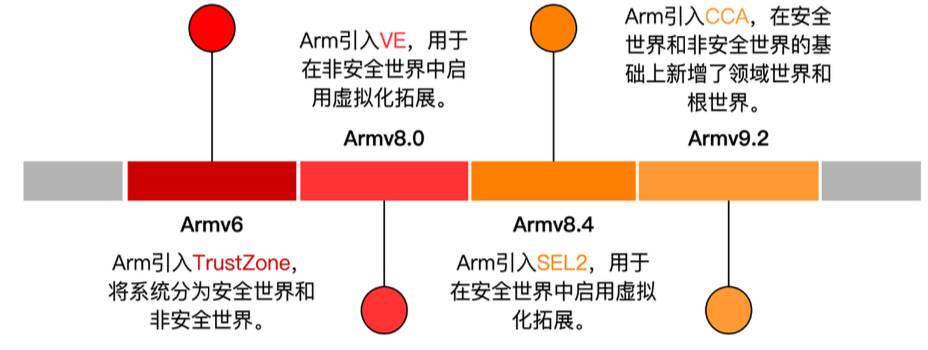 Arm引入VE，用于
在非安全世界中启
用虚拟化拓展。
Armv8.0
Arm引入CCA，在安全
世界和非安全世界的基
础上新增了领域世界和
根世界。
Armv9.2
Armv6
Arm引入TrustZone，
将系统分为安全世界和
非安全世界。
Armv8.4
Arm引入SEL2，用于
在安全世界中启用虚拟
化拓展。